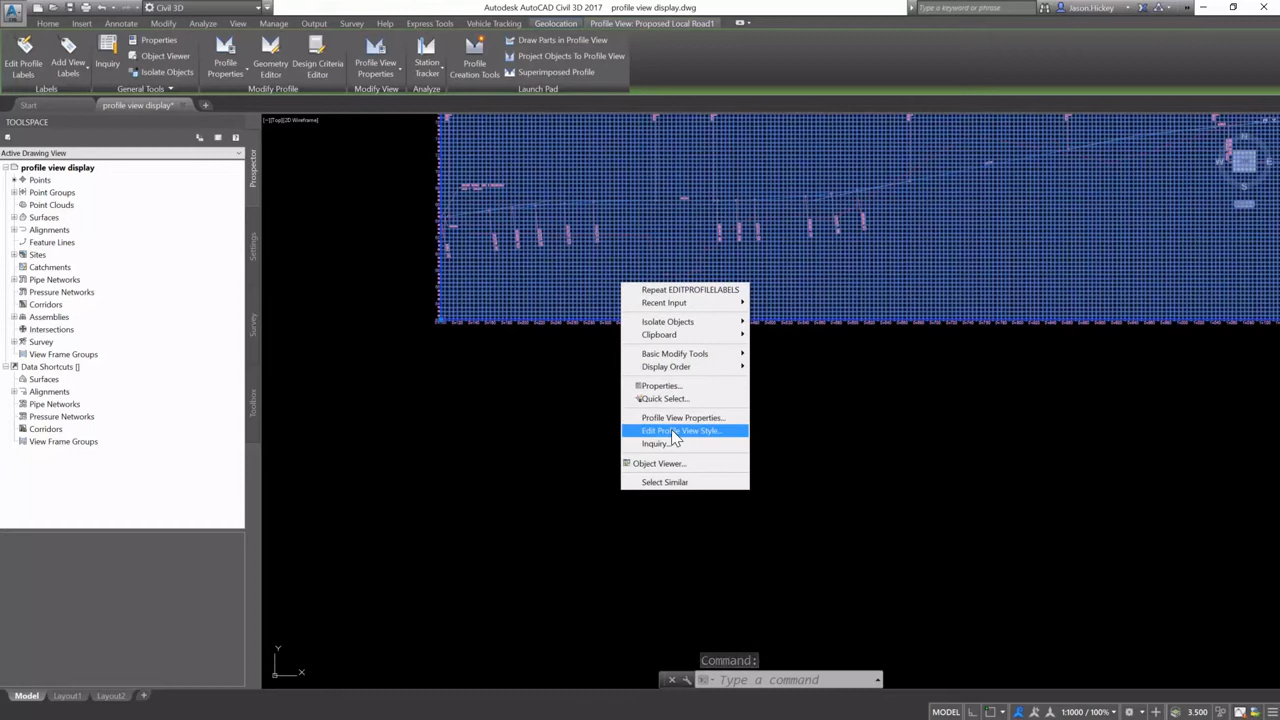 Autodesk AutoCAD Civil 3D 2017 profile view display.dwg
Civil 3D
Type a keyword or phrase
Jason.Hickey
Home Insert Annotate Modify Analyze View Manage Output Survey Express Tools Vehicle Tracking Geolocation Profile View: Proposed Local Road1
Edit Profile Labels
Add View Labels
Inquiry
Properties
Object Viewer
Isolate Objects
Profile Properties
Geometry Editor
Design Criteria Editor
Profile View Properties
Station Tracker
Profile Creation Tools
Draw Parts in Profile View
Project Objects To Profile View
Superimposed Profile
Labels General Tools Modify Profile Modify View Analyze Launch Pad
Start profile view display*
TOOLSPACE
[−][Top][2D Wireframe]
Active Drawing View
Prospector
Settings
Survey
Toolbox
profile view display
Points
Point Groups
Point Clouds
Surfaces
Alignments
Feature Lines
Sites
Catchments
Pipe Networks
Pressure Networks
Corridors
Assemblies
Intersections
Survey
View Frame Groups
Data Shortcuts []
Surfaces
Alignments
Pipe Networks
Pressure Networks
Corridors
View Frame Groups
N
S
Repeat EDITPROFILELABELS
Recent Input
Isolate Objects
Clipboard
Basic Modify Tools
Display Order
Properties...
Quick Select...
Profile View Properties...
Edit Profile View Style...
Inquiry...
Object Viewer...
Select Similar
Y
X
Command:
Type a command
Model Layout1 Layout2
MODEL 1:1000 / 100% 3.500